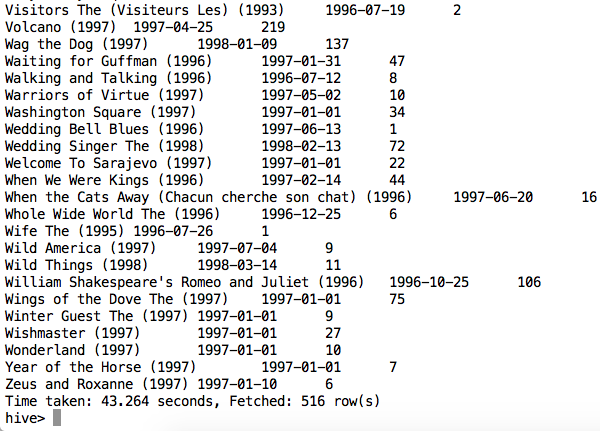 Visitors The (Visiteurs Les) (1993)	1996-07-19	2
Volcano (1997)	1997-04-25	219
Wag the Dog (1997)	1998-01-09	137
Waiting for Guffman (1996)	1997-01-31	47
Walking and Talking (1996)	1996-07-12	8
Warriors of Virtue (1997)	1997-05-02	10
Washington Square (1997)	1997-01-01	34
Wedding Bell Blues (1996)	1997-06-13	1
Wedding Singer The (1998)	1998-02-13	72
Welcome To Sarajevo (1997)	1997-01-01	22
When We Were Kings (1996)	1997-02-14	44
When the Cats Away (Chacun cherche son chat) (1996)	1997-06-20	16
Whole Wide World The (1996)	1996-12-25	6
Wife The (1995)	1996-07-26	1
Wild America (1997)	1997-07-04	9
Wild Things (1998)	1998-03-14	11
William Shakespeare's Romeo and Juliet (1996)	1996-10-25	106
Wings of the Dove The (1997)	1997-01-01	75
Winter Guest The (1997)	1997-01-01	9
Wishmaster (1997)	1997-01-01	27
Wonderland (1997)	1997-01-01	10
Year of the Horse (1997)	1997-01-01	7
Zeus and Roxanne (1997)	1997-01-10	6
Time taken: 43.264 seconds, Fetched: 516 row(s)
hive>